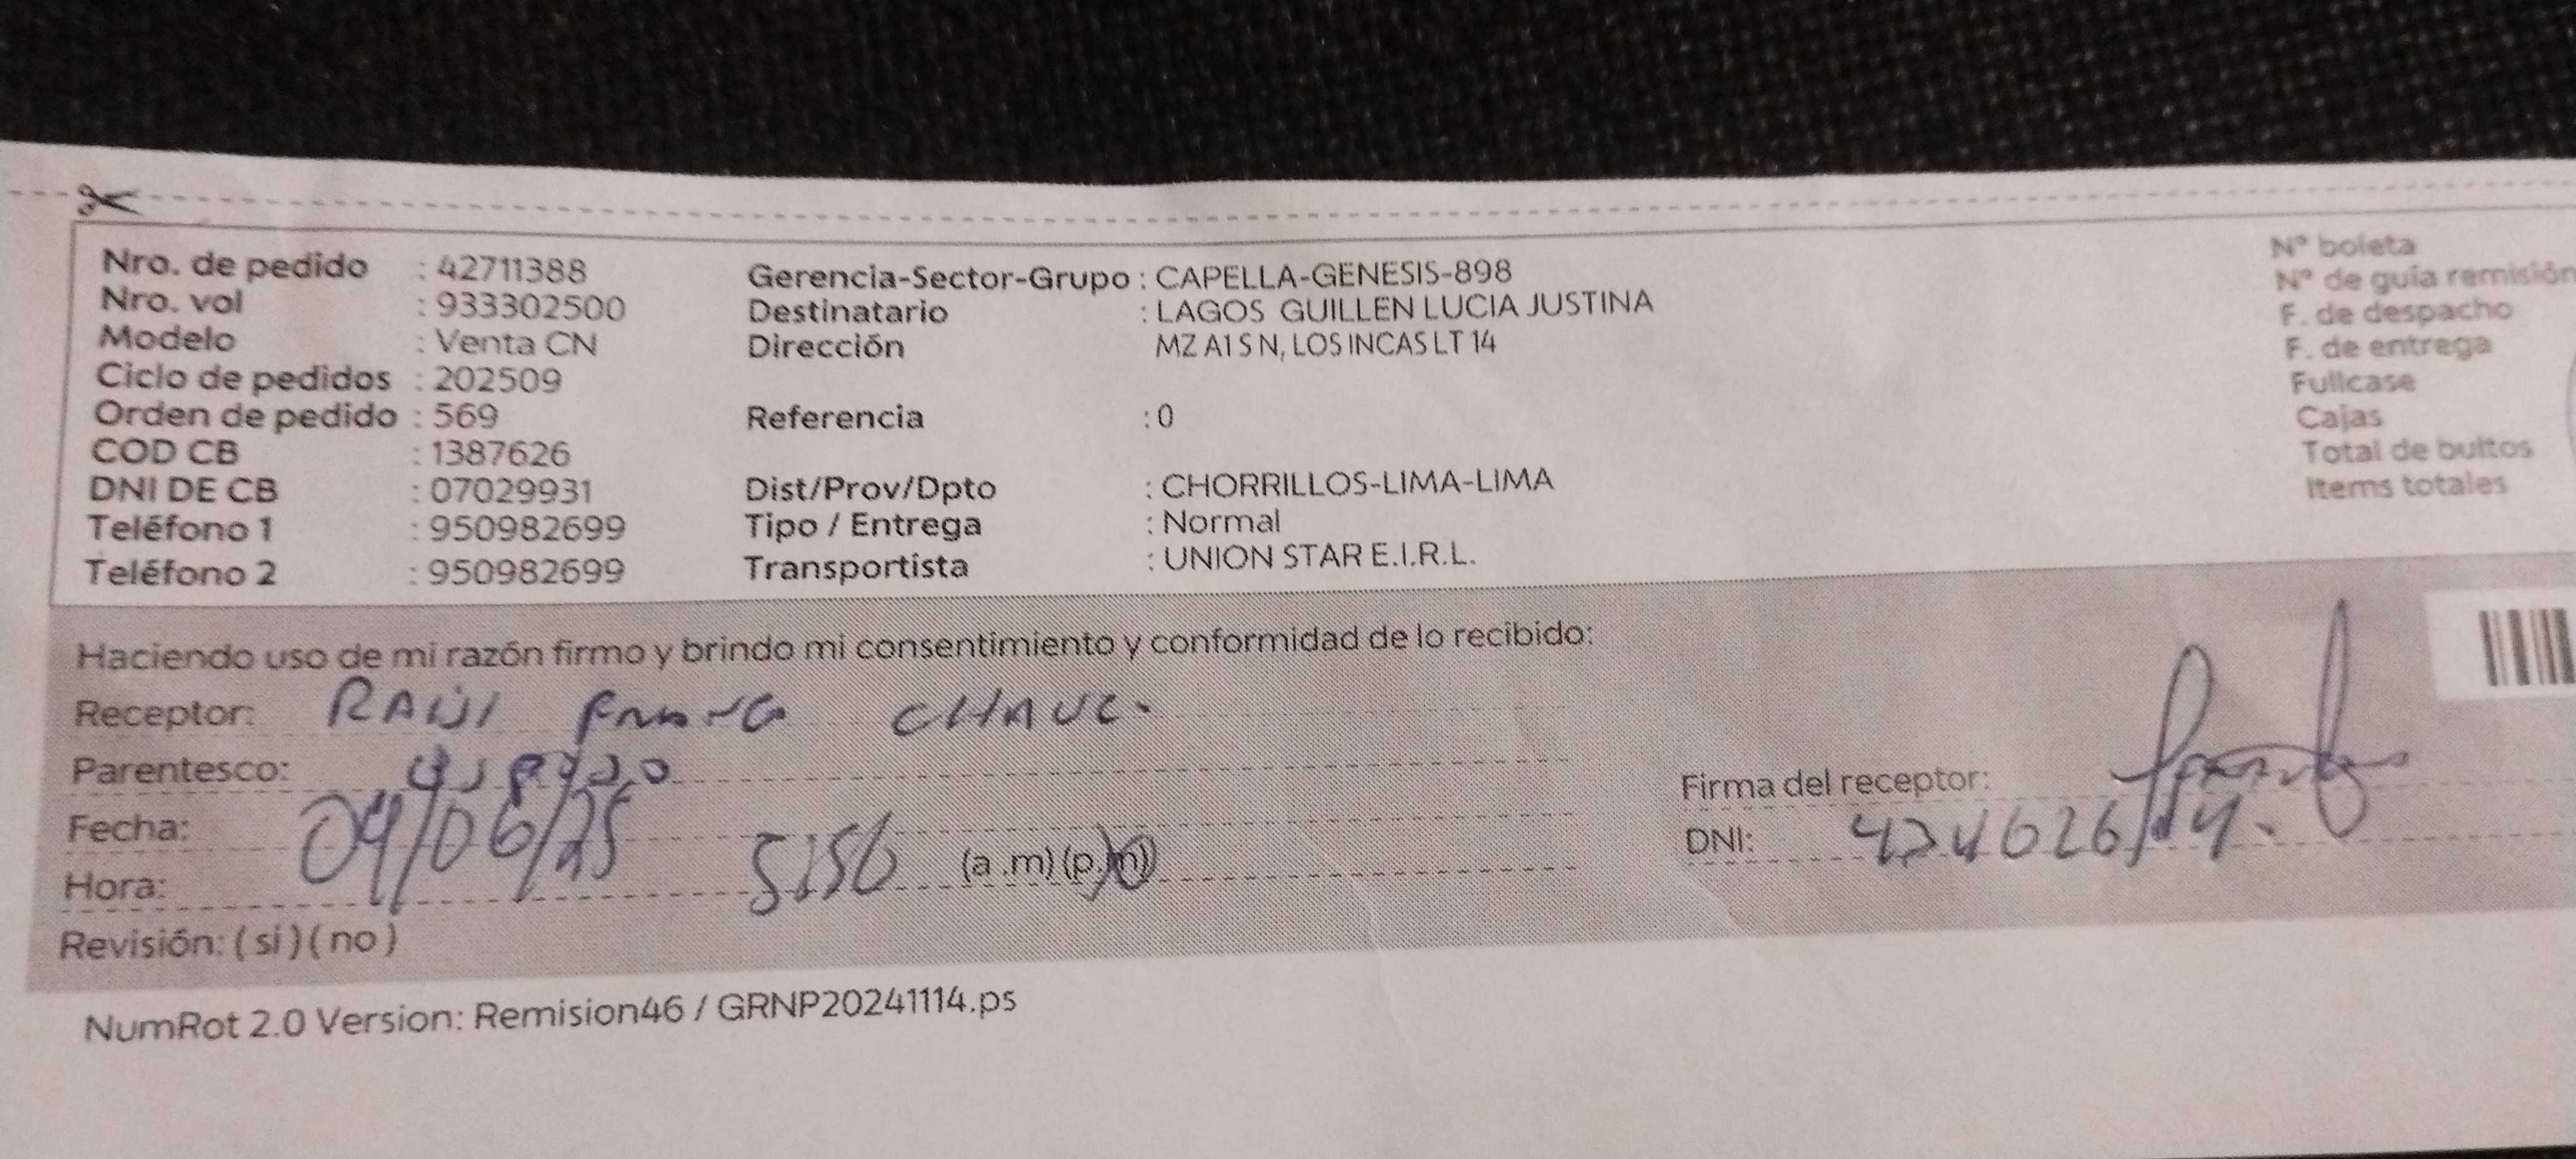 Nro. de pedido : 42711388
Nro. vol : 933302500
Modelo : Venta CN
Ciclo de pedidos : 202509
Orden de pedido : 569
COD CB : 1387626
DNI DE CB : 07029931
Teléfono 1 : 950982699
Teléfono 2 : 950982699
Gerencia-Sector-Grupo : CAPELLA-GENESIS-898
Destinatario : LAGOS GUILLEN LUCIA JUSTINA
Dirección MZ A1 S N, LOS INCAS LT 14
Referencia : 0
Dist/Prov/Dpto : CHORRILLOS-LIMA-LIMA
Tipo / Entrega : Normal
Transportista : UNION STAR E.I.R.L.
N° boleta
N° de guía remisión
F. de despacho
F. de entrega
Fullcase
Cajas
Total de bultos
Items totales
Haciendo uso de mi razón firmo y brindo mi consentimiento y conformidad de lo recibido:
Receptor: RAUl
Parentesco:
Fecha: 04/06/25
Hora: 5:56 (a .m) (p.m)
Revisión: ( si ) ( no )
Firma del receptor:
DNI:
NumRot 2.0 Version: Remision46 / GRNP20241114.ps